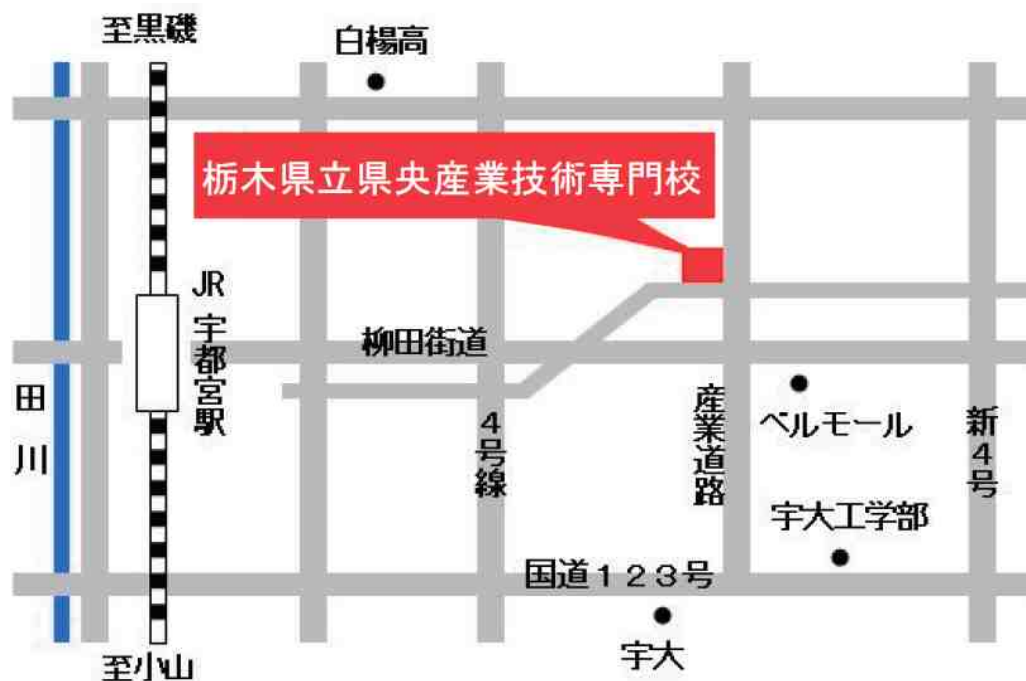 至黒磯
白楊高
栃木県立県央産業技術専門校
JR宇都宮駅
柳田街道
田川
4号線
産業道路
ベルモール
新4号
宇大工学部
国道123号
宇大
至小山